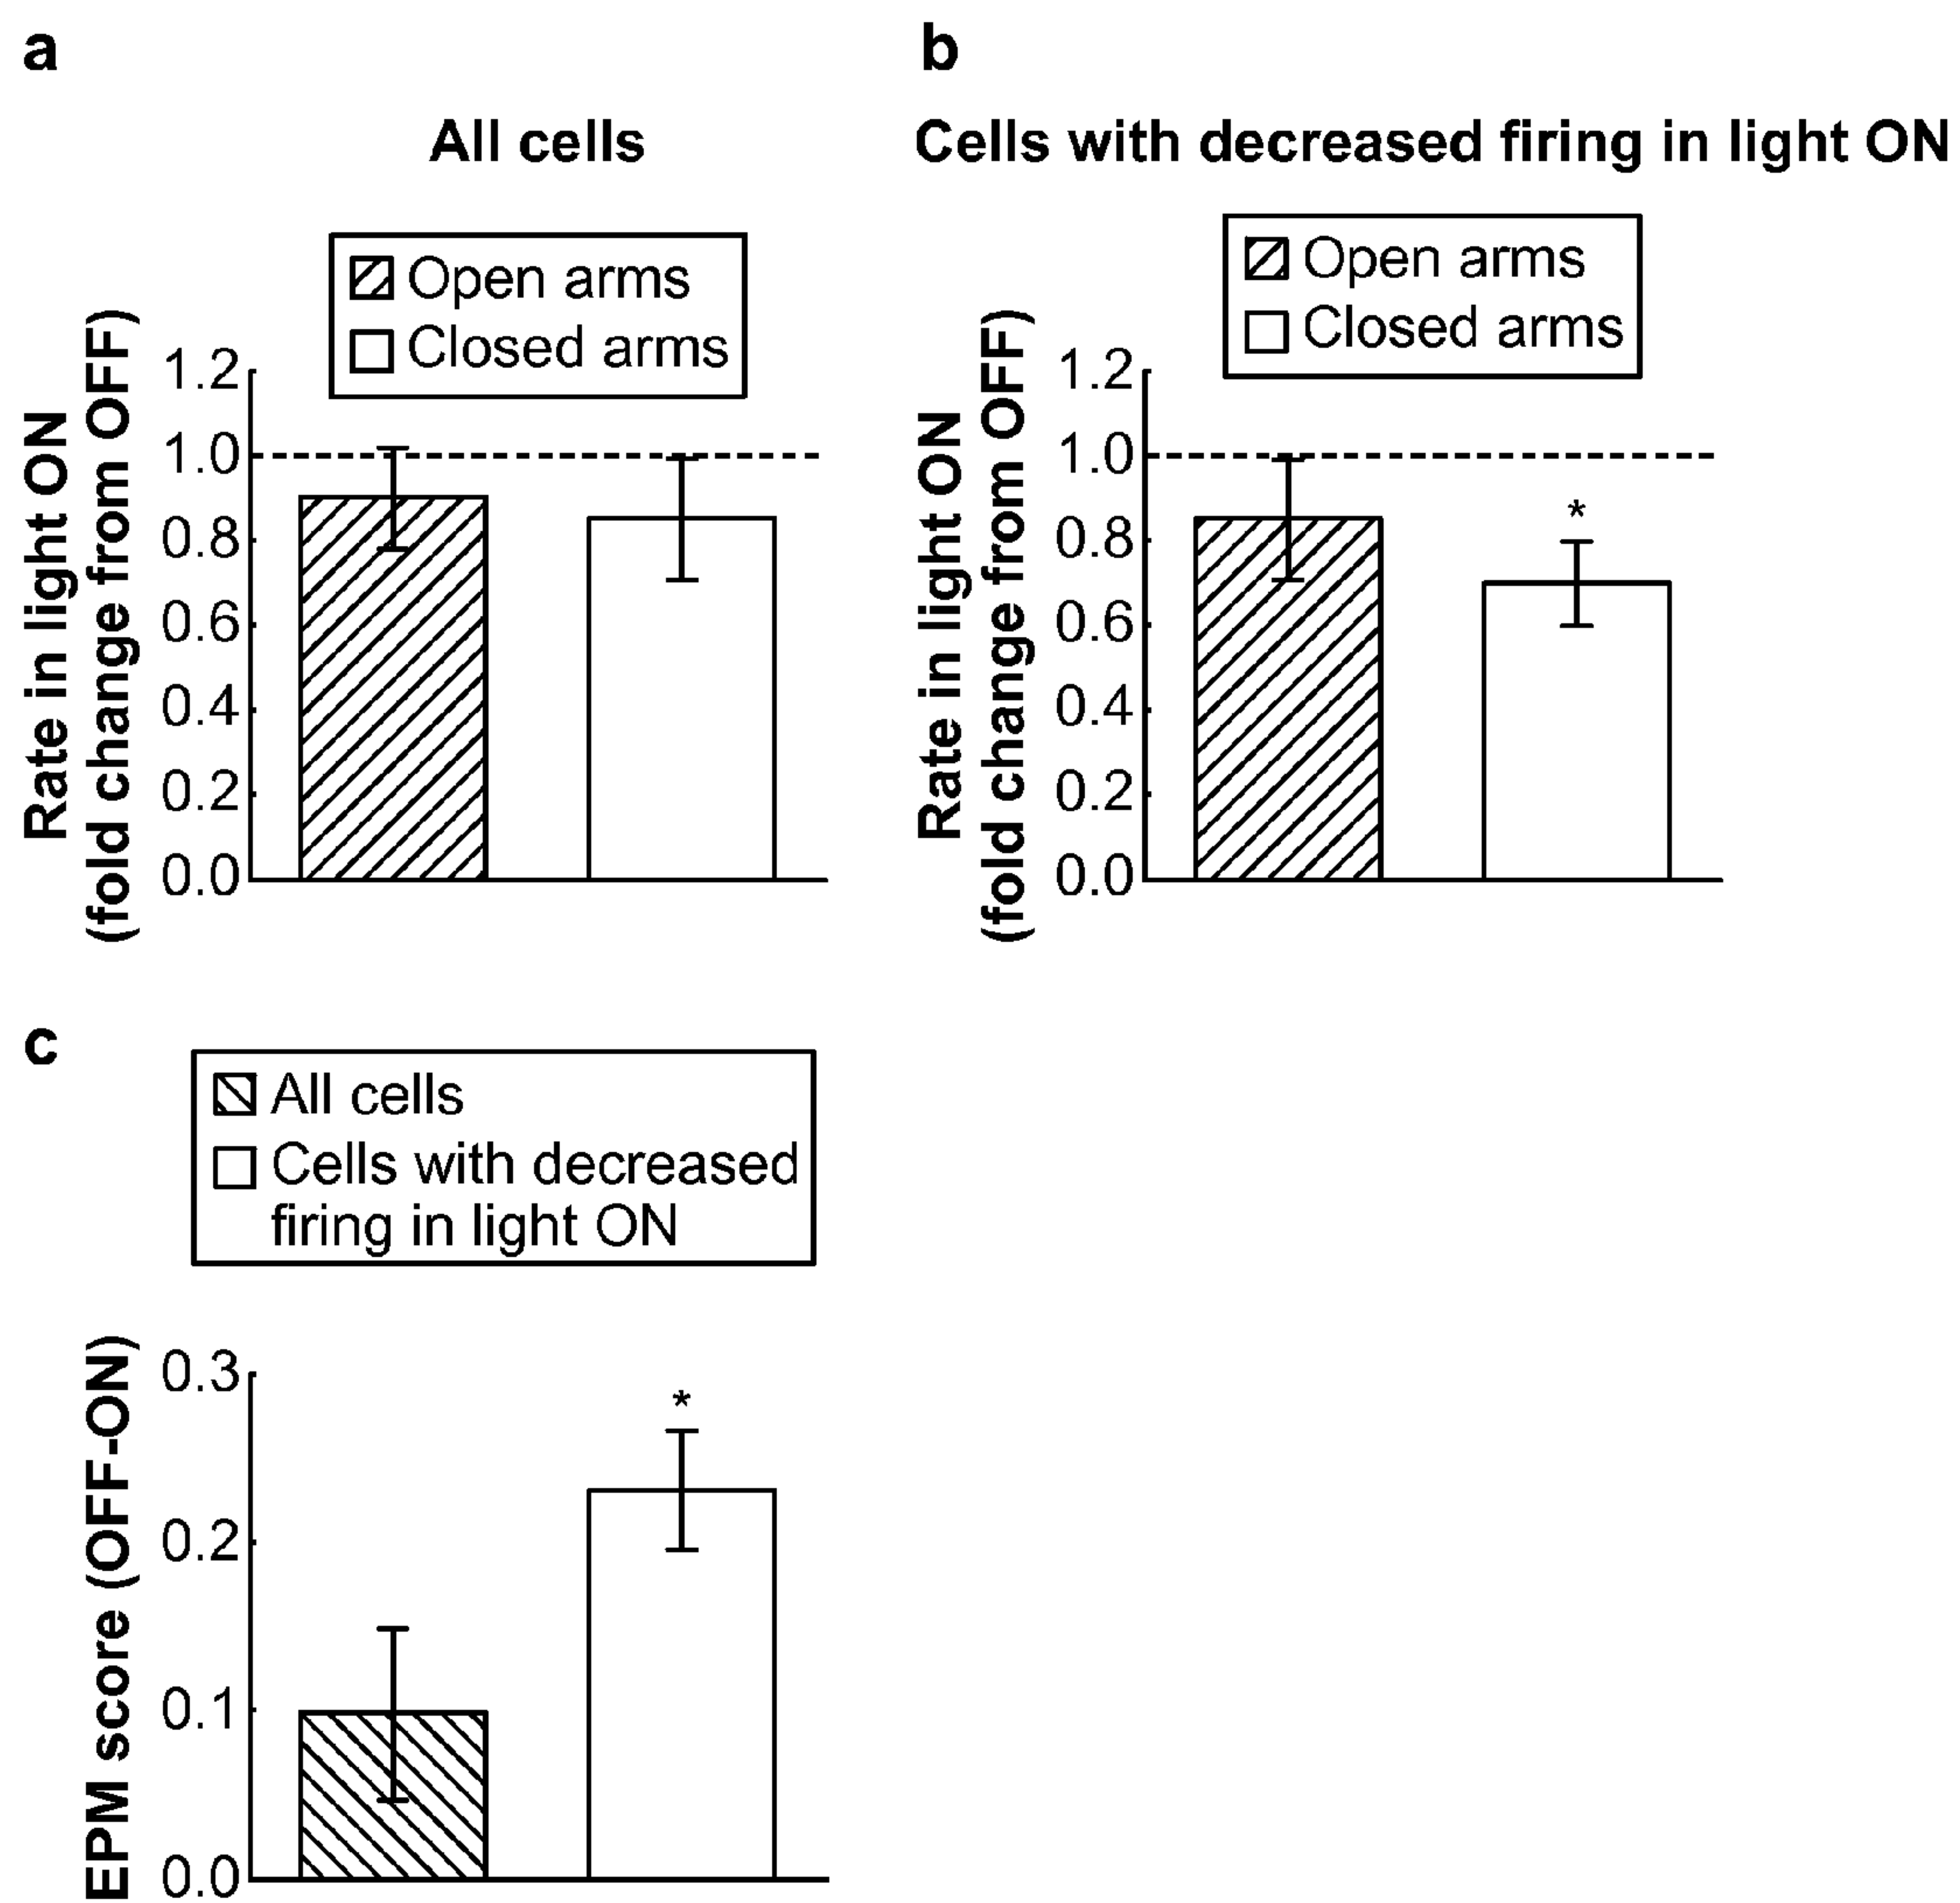 a
All cells
Open arms
Closed arms
Rate in light ON
(fold change from OFF)
1.2
1.0
0.8
0.6
0.4
0.2
0.0
b
Cells with decreased firing in light ON
Open arms
Closed arms
Rate in light ON
(fold change from OFF)
1.2
1.0
0.8
*
0.6
0.4
0.2
0.0
c
All cells
Cells with decreased
firing in light ON
EPM score (OFF-ON)
0.3
*
0.2
0.1
0.0